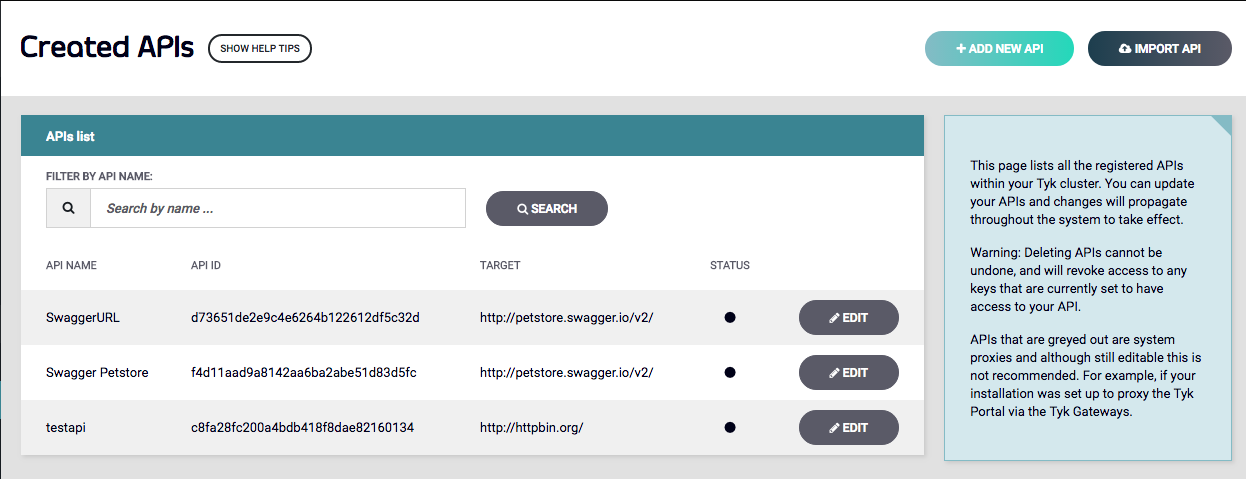 Created APIs
SHOW HELP TIPS
ADD NEW API
IMPORT API
APIs list
FILTER BY API NAME:
Search by name ...
SEARCH
API NAME API ID TARGET STATUS
SwaggerURL d73651de2e9c4e6264b122612df5c32d http://petstore.swagger.io/v2/ EDIT
Swagger Petstore f4d11aad9a8142aa6ba2abe51d83d5fc http://petstore.swagger.io/v2/ EDIT
testapi c8fa28fc200a4bdb418f8dae82160134 http://httpbin.org/ EDIT
This page lists all the registered APIs
within your Tyk cluster. You can update
your APIs and changes will propagate
throughout the system to take effect.
Warning: Deleting APIs cannot be
undone, and will revoke access to any
keys that are currently set to have
access to your API.
APIs that are greyed out are system
proxies and although still editable this is
not recommended. For example, if your
installation was set up to proxy the Tyk
Portal via the Tyk Gateways.